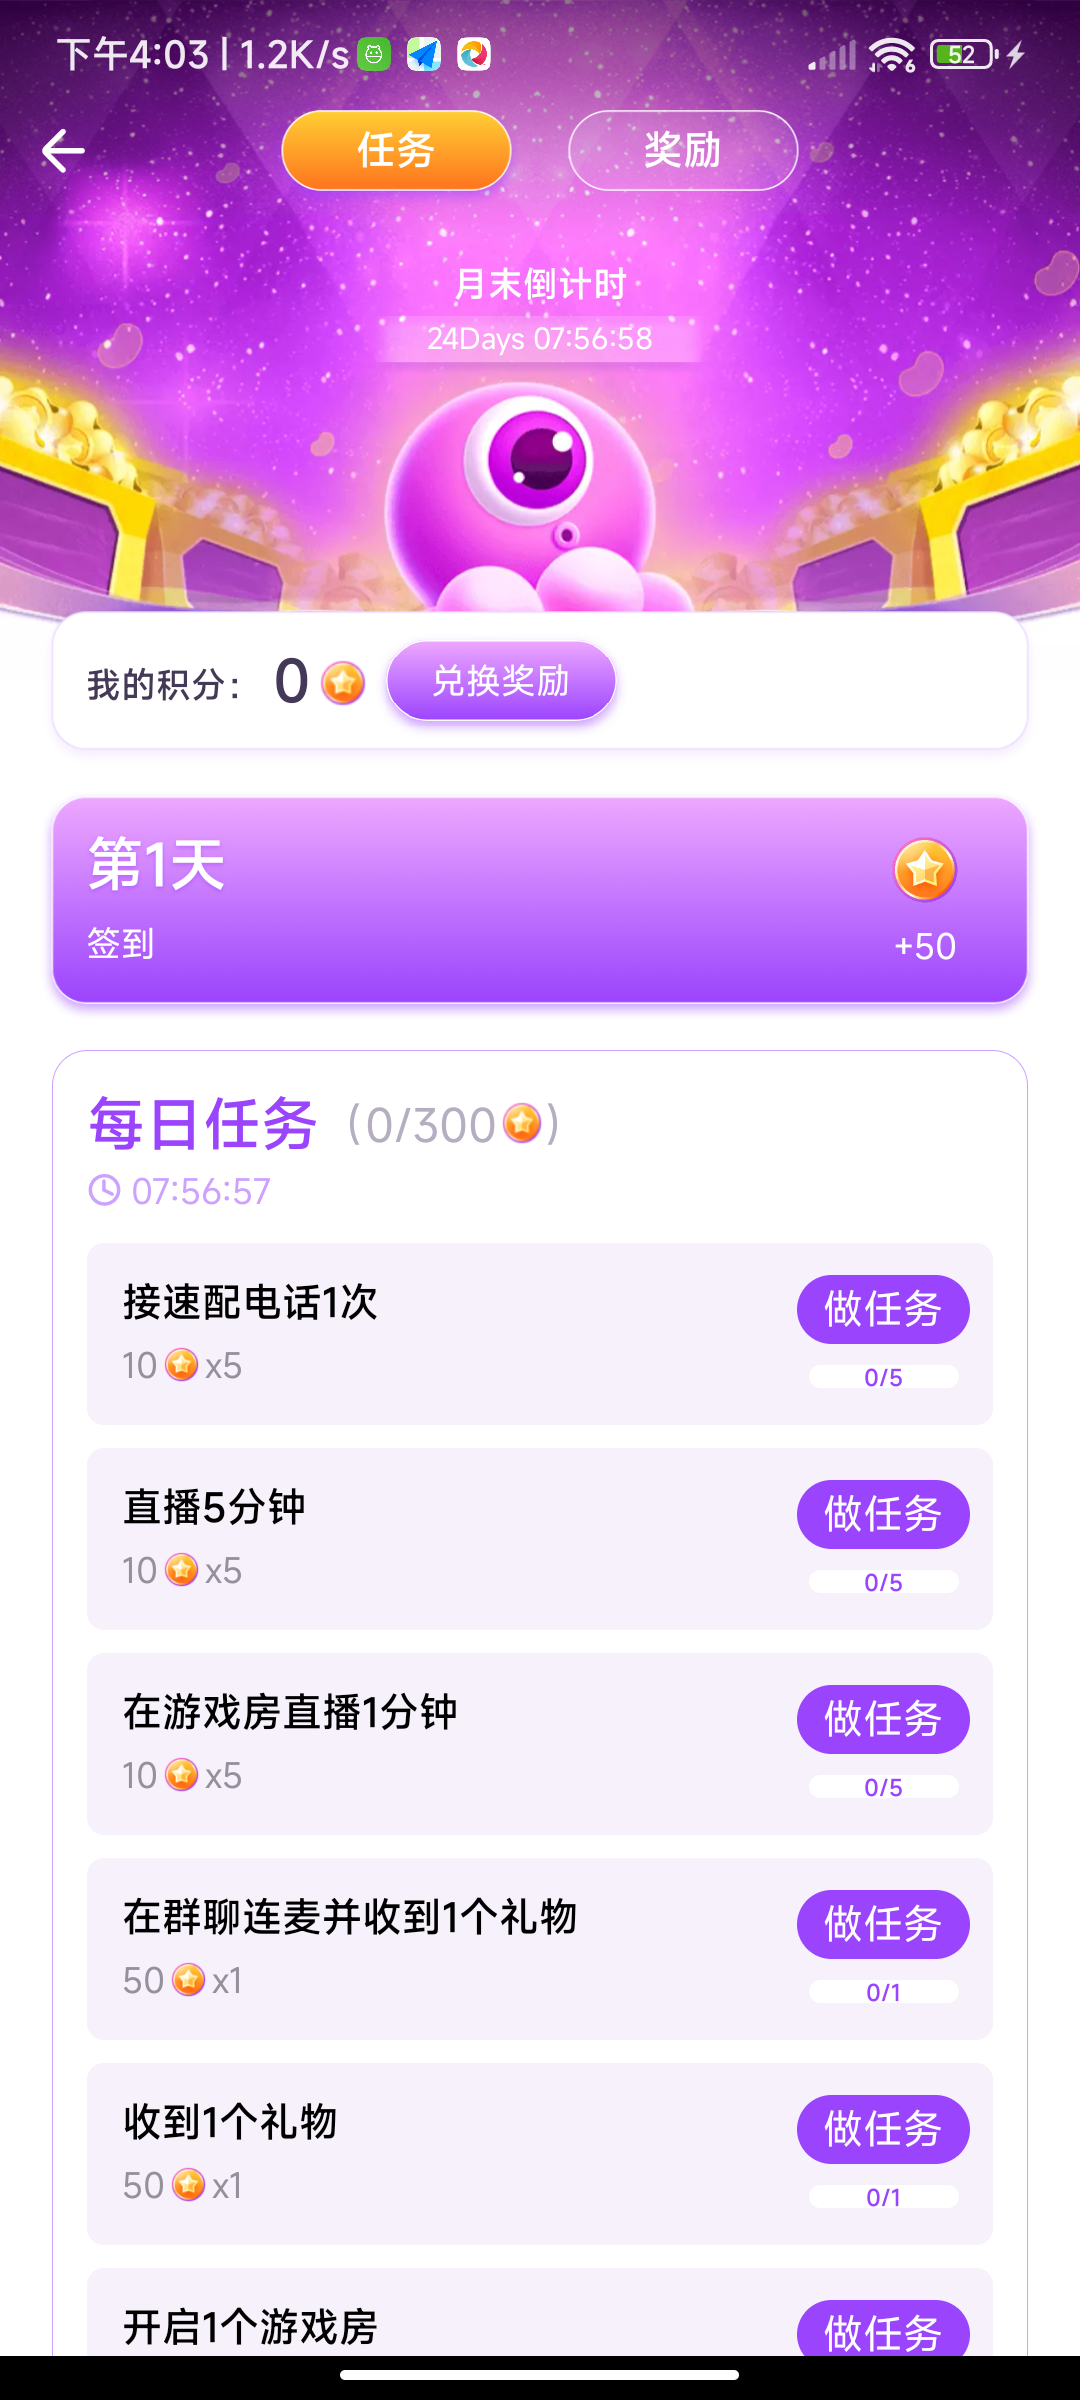 下午4:03 | 1.2K/s
52
任务
奖励
月末倒计时
24Days 07:56:58
我的积分: 0
兑换奖励
第1天
签到
+50
每日任务 (0/300)
07:56:57
接速配电话1次
做任务
10 x5
0/5
直播5分钟
做任务
10 x5
0/5
在游戏房直播1分钟
做任务
10 x5
0/5
在群聊连麦并收到1个礼物
做任务
50 x1
0/1
收到1个礼物
做任务
50 x1
0/1
开启1个游戏房
做任务